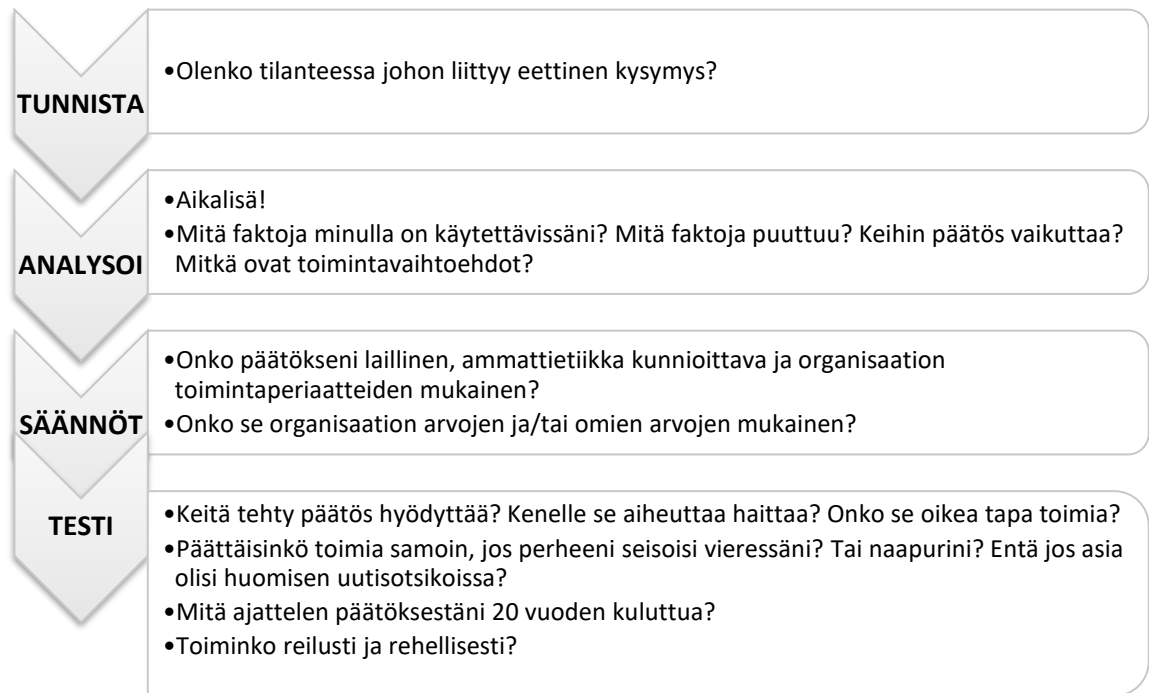 TUNNISTA
•Olenko tilanteessa johon liittyy eettinen kysymys?
ANALYSOI
•Aikalisä!
•Mitä faktoja minulla on käytettävissäni? Mitä faktoja puuttuu? Keihin päätös vaikuttaa?
Mitkä ovat toimintavaihtoehdot?
SÄÄNNÖT
•Onko päätökseni laillinen, ammattietiikka kunnioittava ja organisaation
toimintaperiaatteiden mukainen?
•Onko se organisaation arvojen ja/tai omien arvojen mukainen?
TESTI
•Keitä tehty päätös hyödyttää? Kenelle se aiheuttaa haittaa? Onko se oikea tapa toimia?
•Päättäisinkö toimia samoin, jos perheeni seisoisi vieressäni? Tai naapurini? Entä jos asia
olisi huomisen uutisotsikoissa?
•Mitä ajattelen päätöksestäni 20 vuoden kuluttua?
•Toiminko reilusti ja rehellisesti?